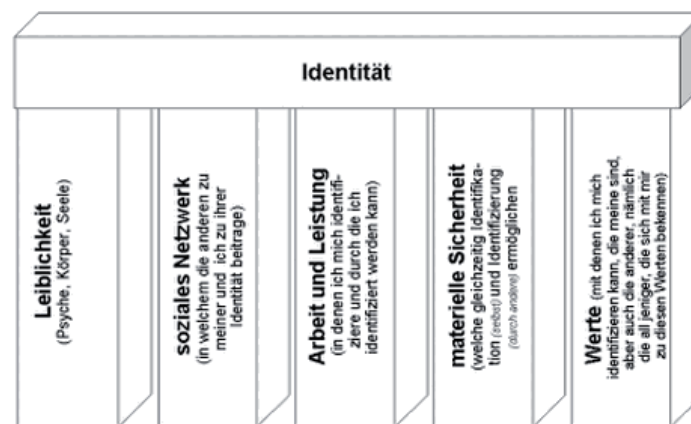 Identität
Leiblichkeit
(Psyche, Körper, Seele)
soziales Netzwerk
(in welchem die anderen zu
meiner und ich zu ihrer
Identität beitrage)
Arbeit und Leistung
(in denen ich mich identifi-
ziere und durch die ich
identifiziert werden kann)
materielle Sicherheit
(welche gleichzeitig Identifika-
tion (selbst) und Identifizierung
(durch andere) ermöglichen
Werte (mit denen ich mich
identifizieren kann, die meine sind,
aber auch die anderer, nämlich
die all jeniger, die sich mit mir
zu diesen Werten bekennen)